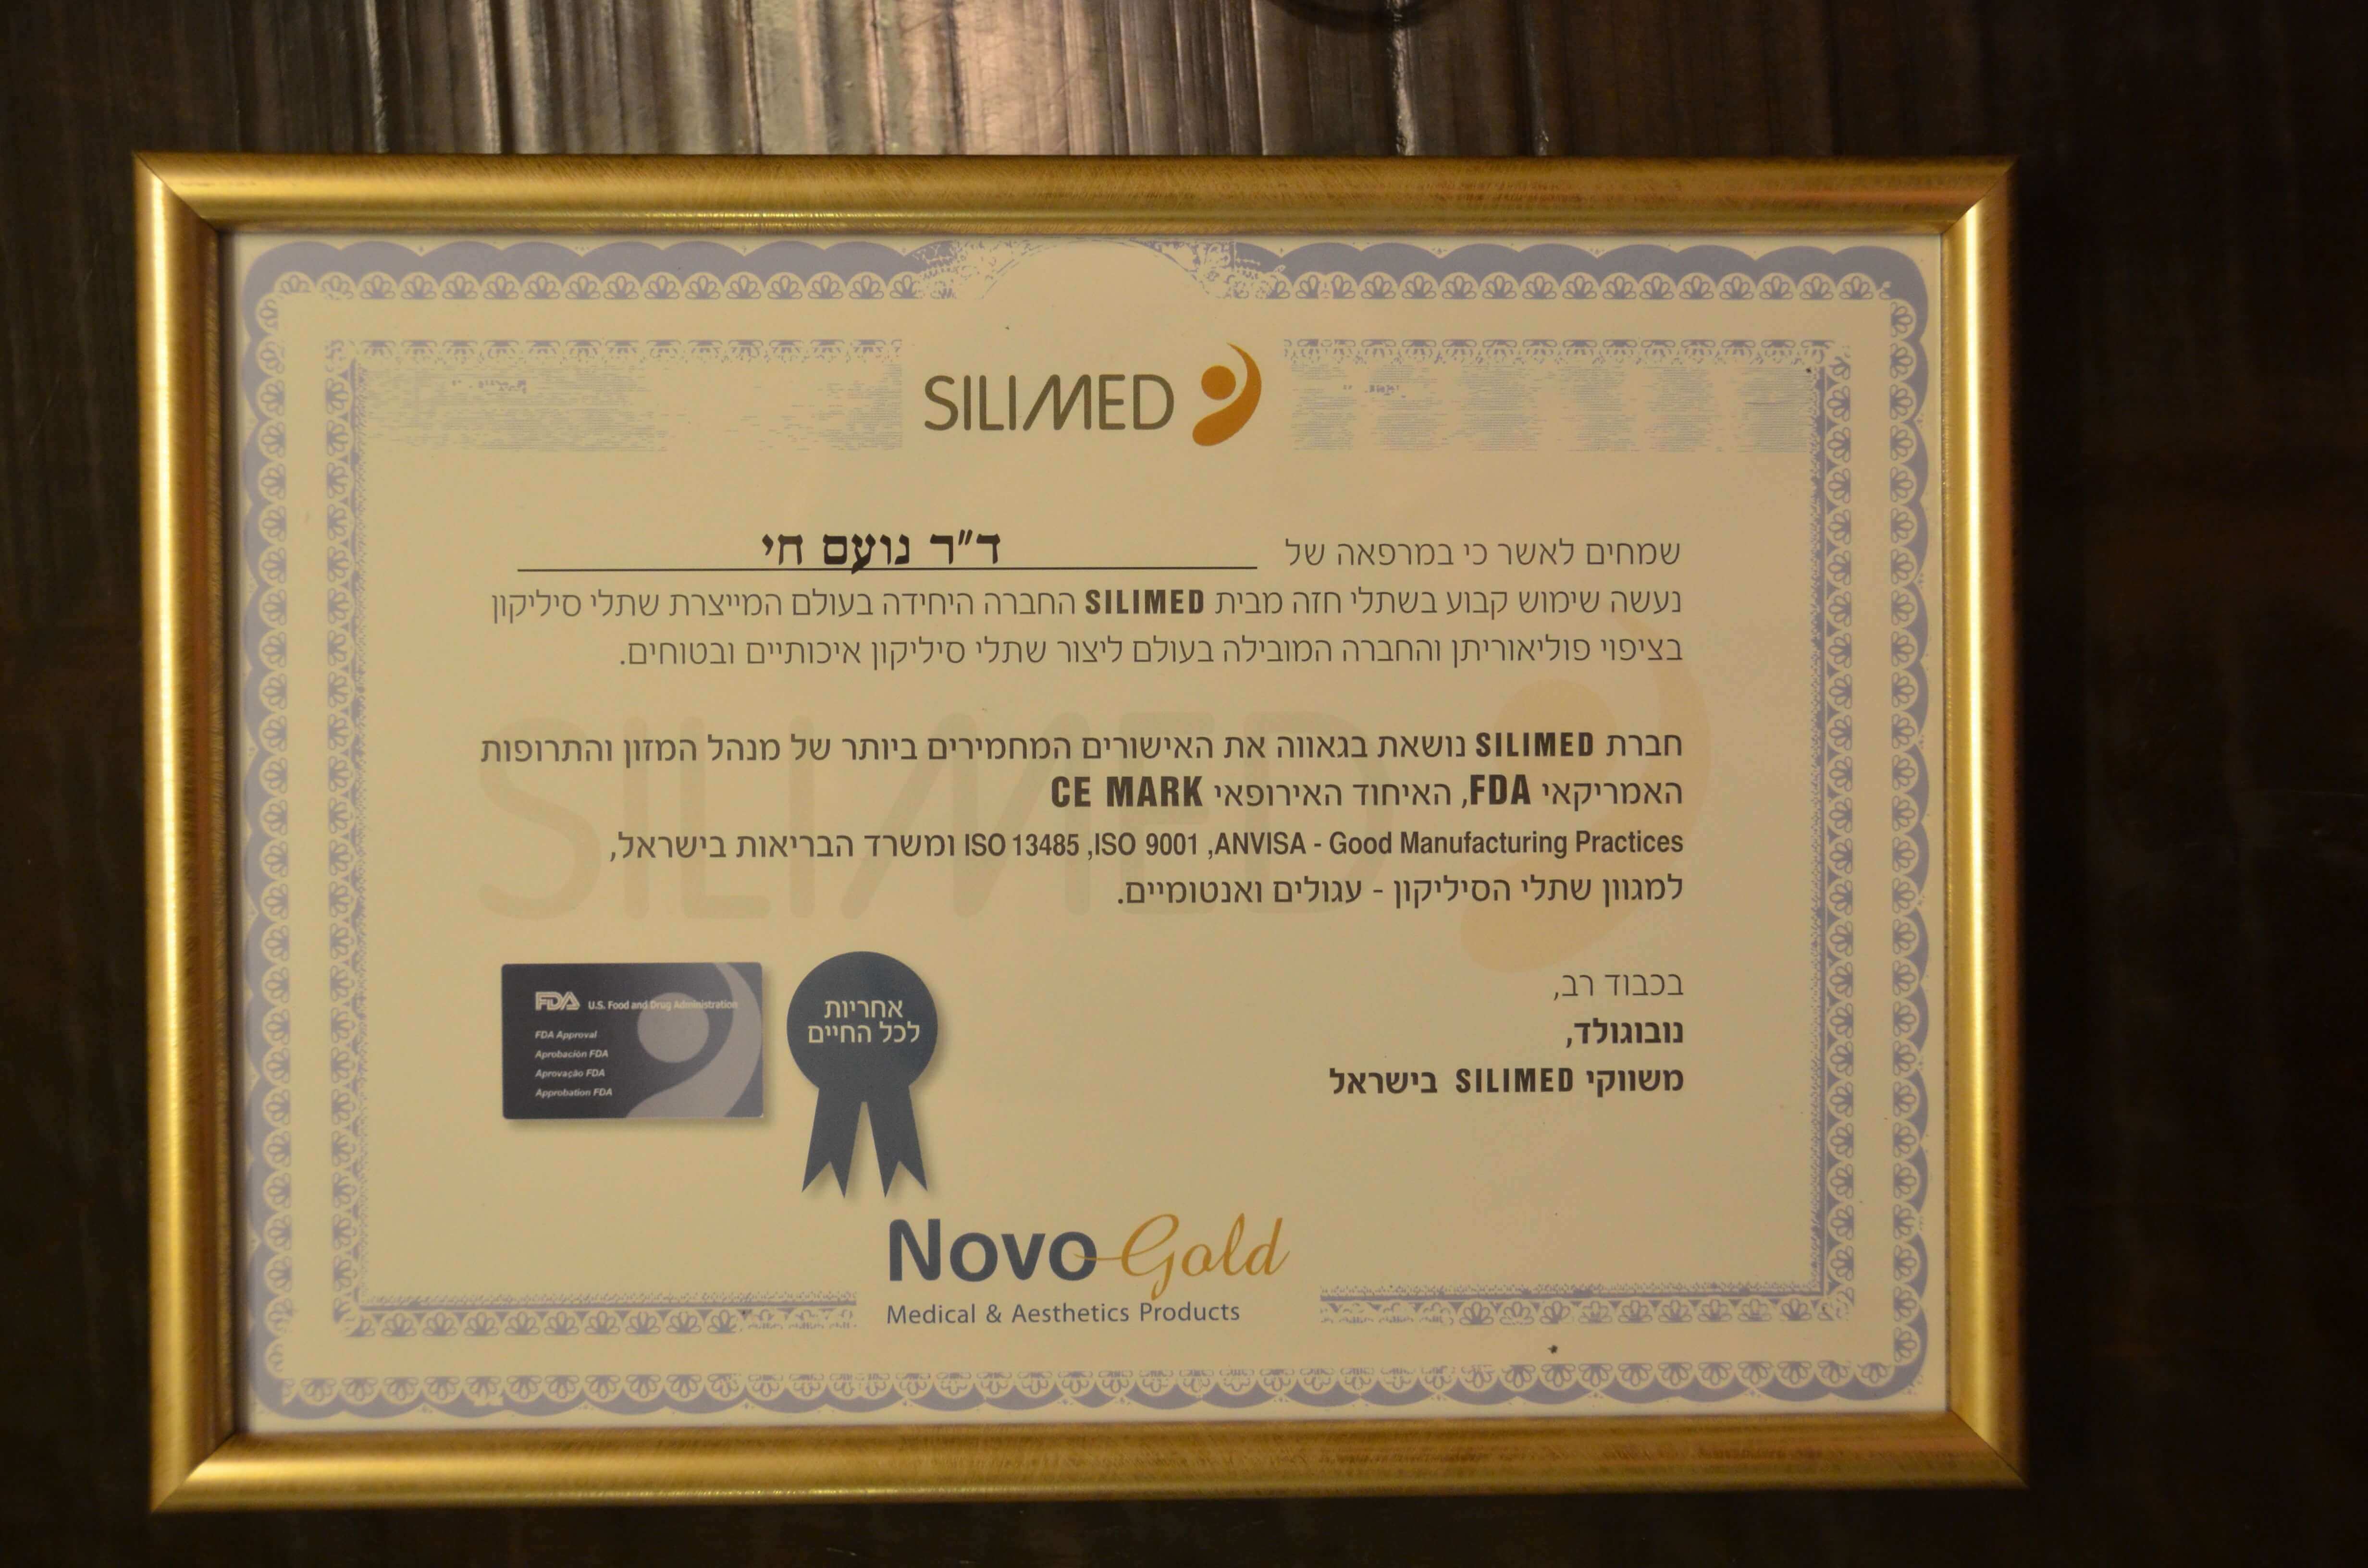 SILIMED
שמחים לאשר כי במרפאה של ד"ר נועם חי
נעשה שימוש קבוע בשתלי חזה מבית SILIMED החברה היחידה בעולם המייצרת שתלי סיליקון
בציפוי פוליאוריתן והחברה המובילה בעולם ליצור שתלי סיליקון איכותיים ובטוחים.
חברת SILIMED נושאת בגאווה את האישורים המחמירים ביותר של מנהל המזון והתרופות
האמריקאי FDA, האיחוד האירופאי CE MARK
ANVISA - Good Manufacturing Practices, ISO 9001, ISO 13485 ומשרד הבריאות בישראל,
למגוון שתלי הסיליקון - עגולים ואנטומיים.
בכבוד רב,
נובוגולד,
משווקי SILIMED בישראל
אחריות
לכל החיים
FDA U.S. Food and Drug Administration
FDA Approval
Aprobación FDA
Aprovação FDA
Approbation FDA
Novo Gold
Medical & Aesthetics Products
SILIMED